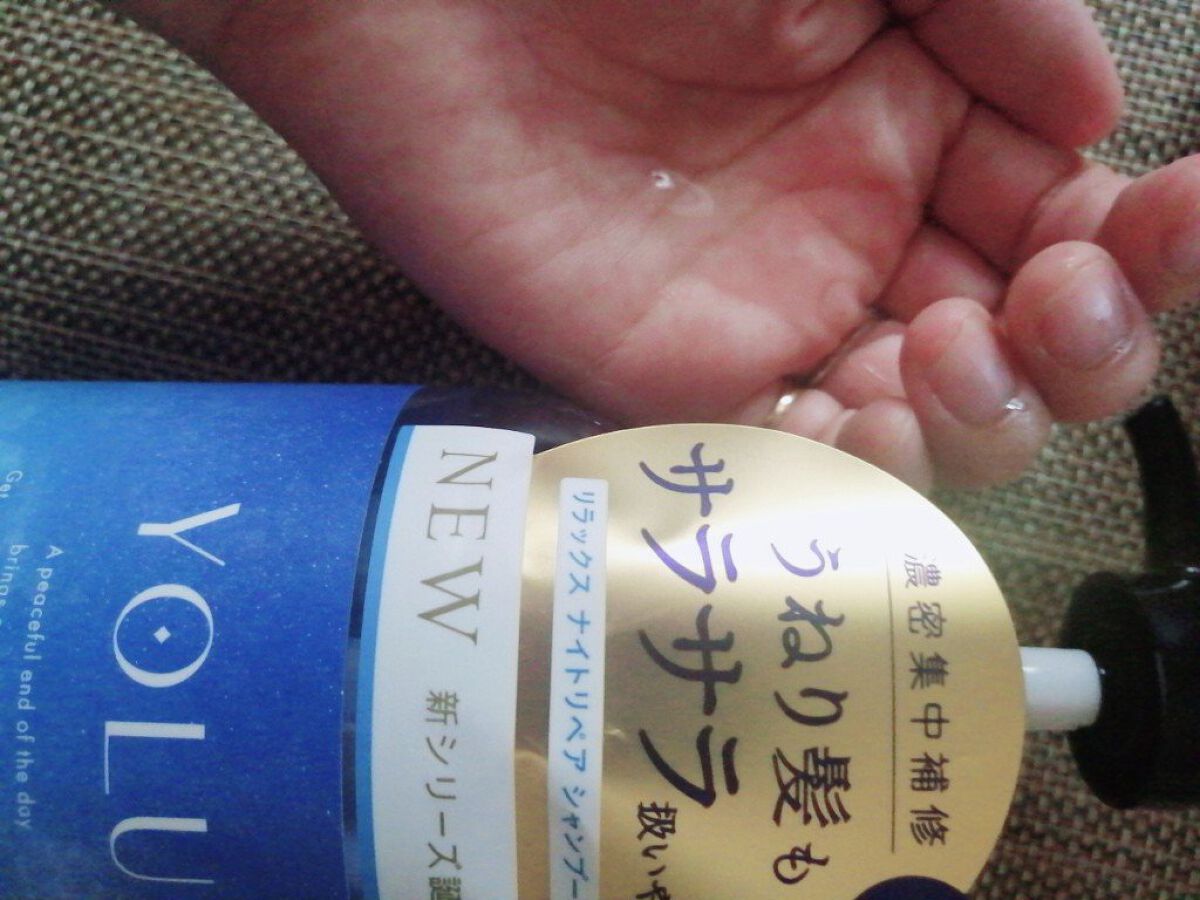 濃密集中補修
うねり髪も
サラサラ
扱いや
リラックス ナイトリペア シャンプー
NEW 新シリーズ誕
YOLU
A peaceful end of the day
brings